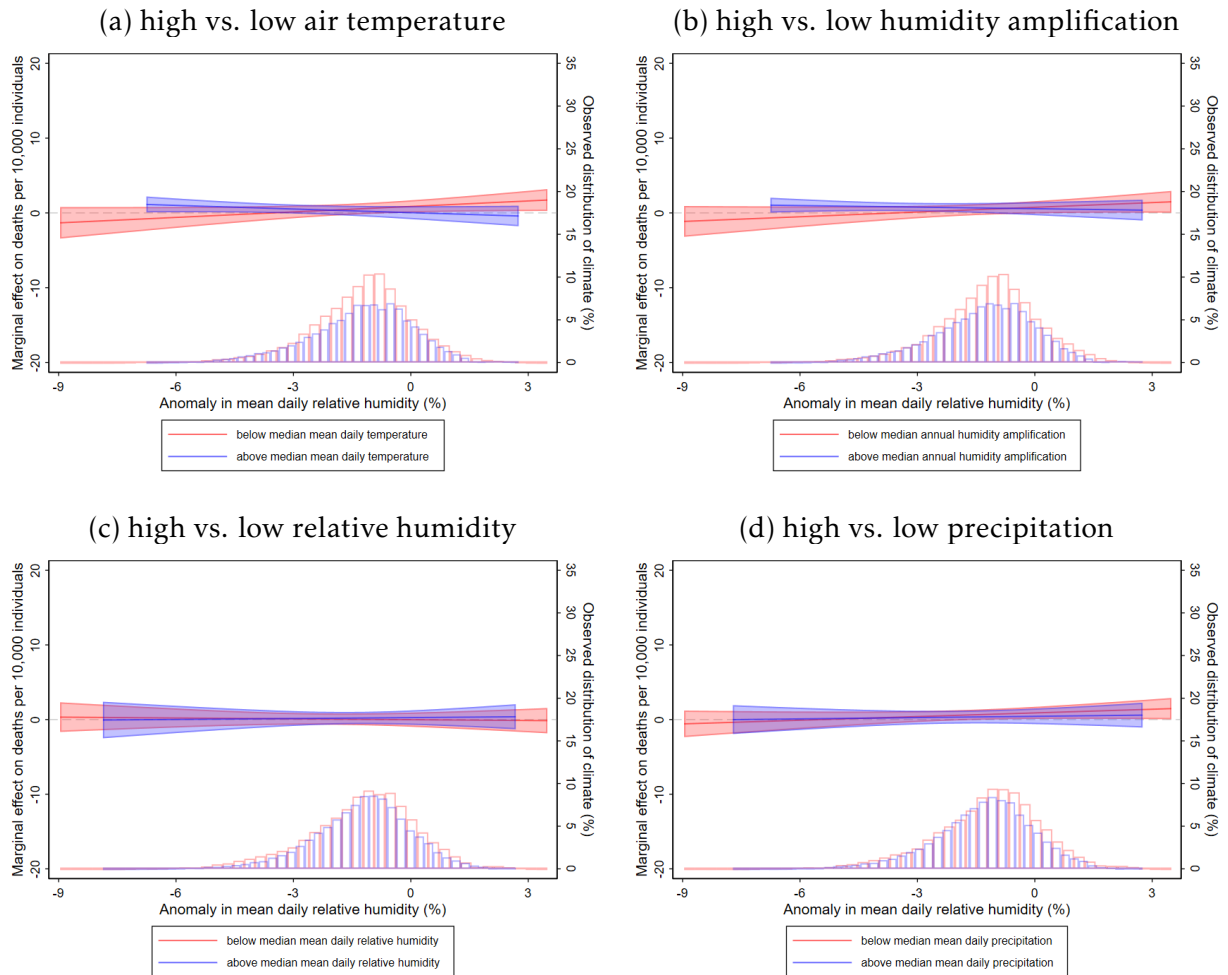 (a) high vs. low air temperature
Marginal effect on deaths per 10,000 individuals
20
10
0
-10
-20
35
30
25
20
15
10
5
0
Observed distribution of climate (%)
-9 -6 -3 0 3
Anomaly in mean daily relative humidity (%)
below median mean daily temperature
above median mean daily temperature
(b) high vs. low humidity amplification
Marginal effect on deaths per 10,000 individuals
20
10
0
-10
-20
35
30
25
20
15
10
5
0
Observed distribution of climate (%)
-9 -6 -3 0 3
Anomaly in mean daily relative humidity (%)
below median annual humidity amplification
above median annual humidity amplification
(c) high vs. low relative humidity
Marginal effect on deaths per 10,000 individuals
20
10
0
-10
-20
35
30
25
20
15
10
5
0
Observed distribution of climate (%)
-9 -6 -3 0 3
Anomaly in mean daily relative humidity (%)
below median mean daily relative humidity
above median mean daily relative humidity
(d) high vs. low precipitation
Marginal effect on deaths per 10,000 individuals
20
10
0
-10
-20
35
30
25
20
15
10
5
0
Observed distribution of climate (%)
-9 -6 -3 0 3
Anomaly in mean daily relative humidity (%)
below median mean daily precipitation
above median mean daily precipitation